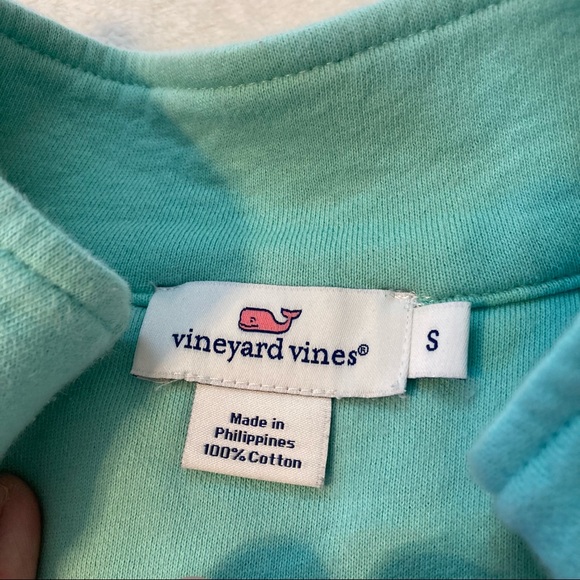 vineyard vines®
S
Made in
Philippines
100% Cotton